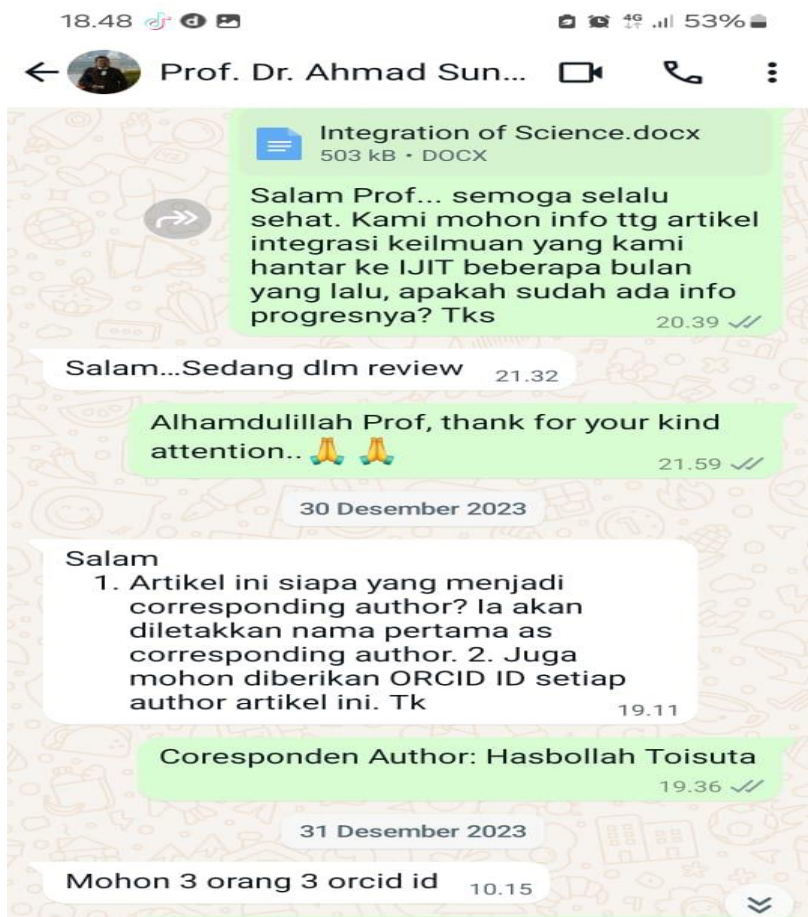 18.48
4G 53%
Prof. Dr. Ahmad Sun...
Integration of Science.docx
503 kB • DOCX
Salam Prof... semoga selalu
sehat. Kami mohon info ttg artikel
integrasi keilmuan yang kami
hantar ke IJIT beberapa bulan
yang lalu, apakah sudah ada info
progresnya? Tks
20.39
Salam...Sedang dlm review 21.32
Alhamdulillah Prof, thank for your kind
attention.. 🙏 🙏
21.59
30 Desember 2023
Salam
1. Artikel ini siapa yang menjadi
corresponding author? Ia akan
diletakkan nama pertama as
corresponding author. 2. Juga
mohon diberikan ORCID ID setiap
author artikel ini. Tk
19.11
Coresponden Author: Hasbollah Toisuta
19.36
31 Desember 2023
Mohon 3 orang 3 orcid id 10.15